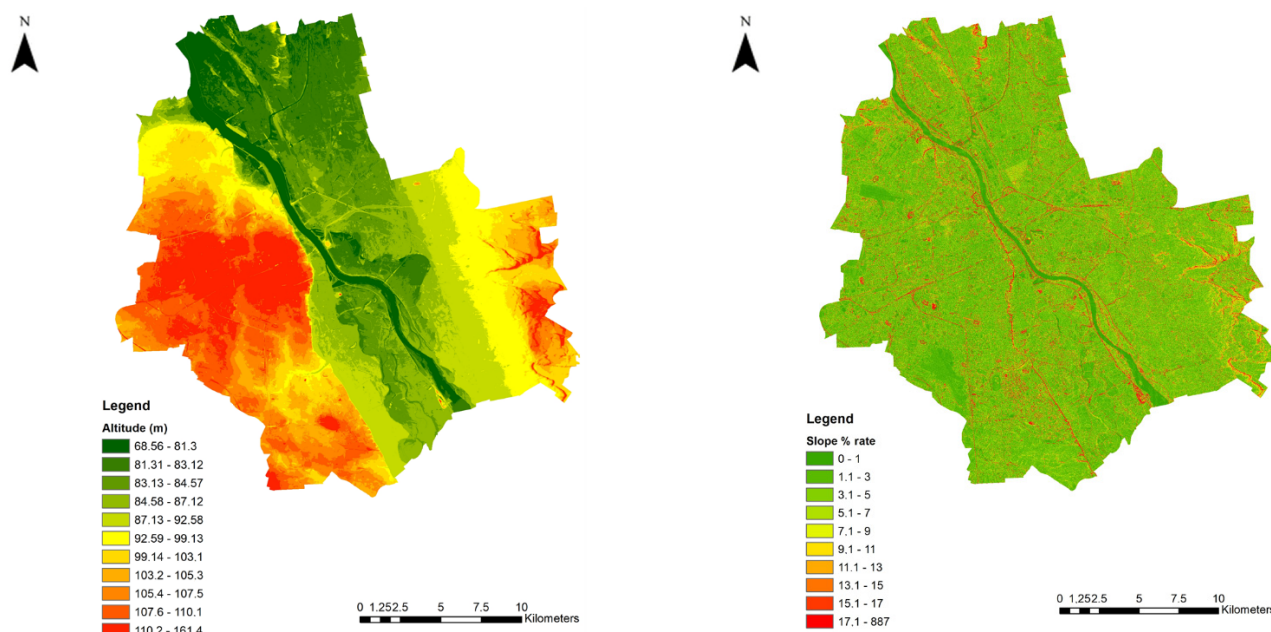 N
Legend
Altitude (m)
68.56 - 81.3
81.31 - 83.12
83.13 - 84.57
84.58 - 87.12
87.13 - 92.58
92.59 - 99.13
99.14 - 103.1
103.2 - 105.3
105.4 - 107.5
107.6 - 110.1
110.2 - 161.4
0 1.252.5 5 7.5 10
Kilometers
N
Legend
Slope % rate
0 - 1
1.1 - 3
3.1 - 5
5.1 - 7
7.1 - 9
9.1 - 11
11.1 - 13
13.1 - 15
15.1 - 17
17.1 - 887
0 1.252.5 5 7.5 10
Kilometers